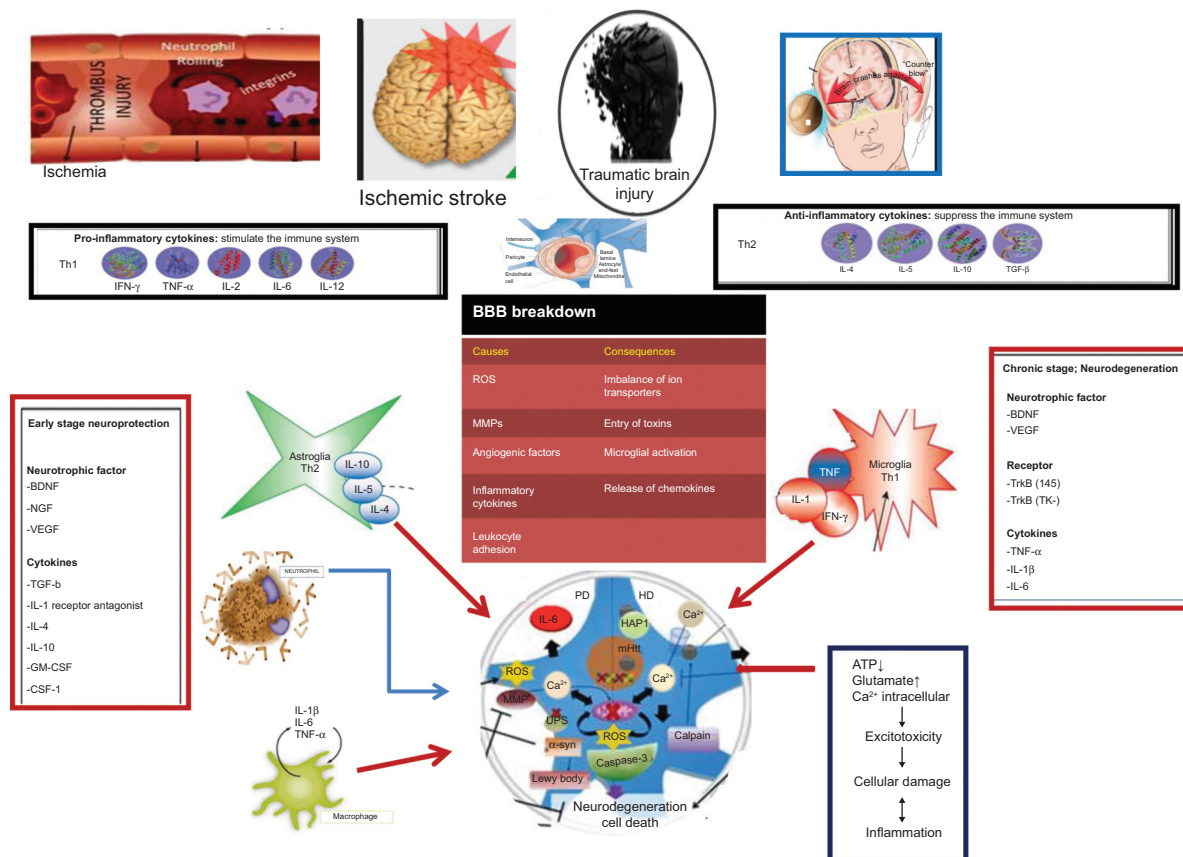 THROMBUS
INJURY
Neutrophil
Rolling
integrins
Ischemia
Ischemic stroke
Traumatic brain
injury
Brain crashes against
"Counter
blow"
Pro-inflammatory cytokines: stimulate the immune system
Th1
IFN-γ
TNF-α
IL-2
IL-6
IL-12
Interneuron
Pericyte
Endothelial
cell
Basal
lamina
Astrocyte
end-feet
Mitochondria
Anti-inflammatory cytokines: suppress the immune system
Th2
IL-4
IL-5
IL-10
TGF-β
BBB breakdown
Causes
Consequences
ROS
Imbalance of ion
transporters
MMPs
Entry of toxins
Angiogenic factors
Microglial activation
Inflammatory
cytokines
Release of chemokines
Leukocyte
adhesion
Early stage neuroprotection
Neurotrophic factor
-BDNF
-NGF
-VEGF
Cytokines
-TGF-b
-IL-1 receptor antagonist
-IL-4
-IL-10
-GM-CSF
-CSF-1
Astroglia
Th2
IL-10
IL-5
IL-4
NEUTROPHIL
IL-1β
IL-6
TNF-α
Macrophage
TNF
IL-1
IFN-γ
Microglia
Th1
Chronic stage; Neurodegeneration
Neurotrophic factor
-BDNF
-VEGF
Receptor
-TrkB (145)
-TrkB (TK-)
Cytokines
-TNF-α
-IL-1β
-IL-6
PD
HD
IL-6
HAP1
Ca²⁺
mHtt
ROS
Ca²⁺
Ca²⁺
MMP
UPS
ROS
Calpain
α-syn
Caspase-3
Lewy body
Neurodegeneration
cell death
ATP↓
Glutamate↑
Ca²⁺ intracellular
Excitotoxicity
Cellular damage
Inflammation